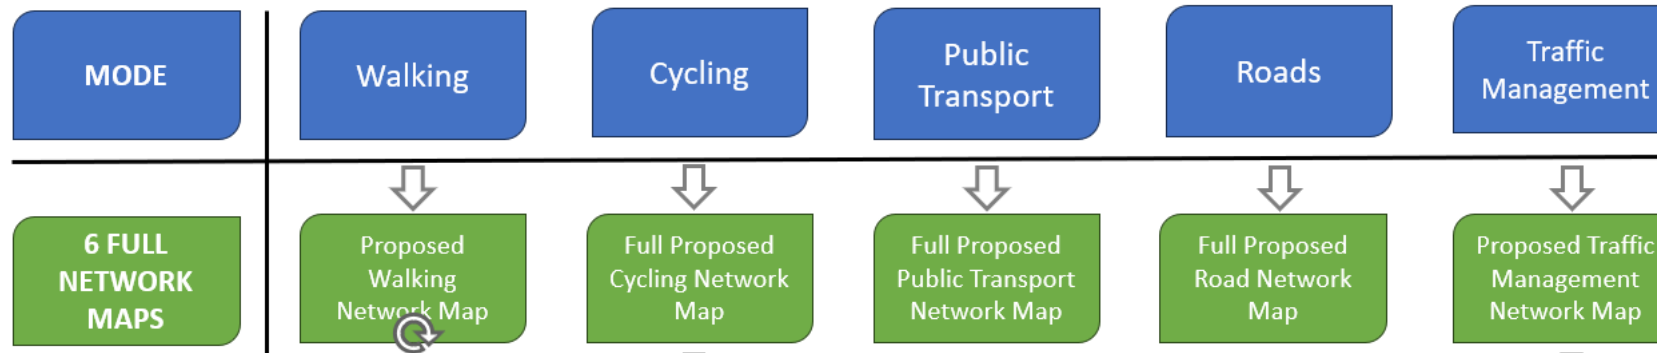 MODE
Walking
Cycling
Public
Transport
Roads
Traffic
Management
6 FULL
NETWORK
MAPS
Proposed
Walking
Network Map
Full Proposed
Cycling Network
Map
Full Proposed
Public Transport
Network Map
Full Proposed
Road Network
Map
Proposed Traffic
Management
Network Map